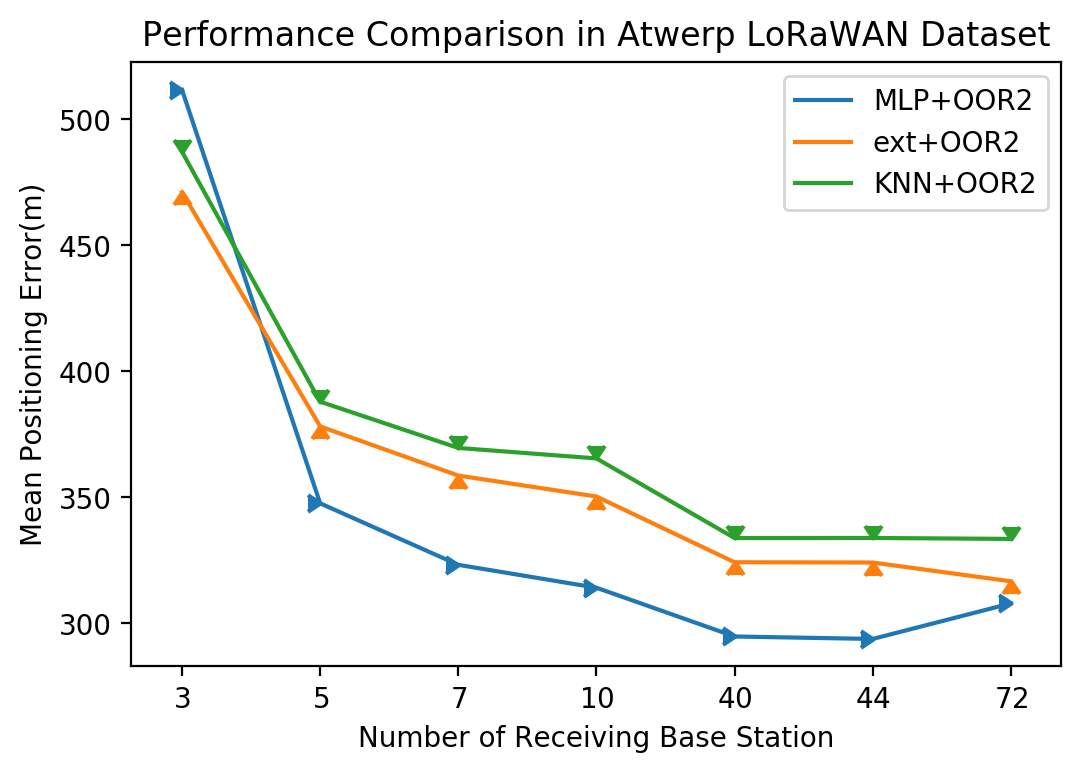 Performance Comparison in Atwerp LoRaWAN Dataset
MLP+OOR2
ext+OOR2
KNN+OOR2
Mean Positioning Error(m)
500
450
400
350
300
3 5 7 10 40 44 72
Number of Receiving Base Station